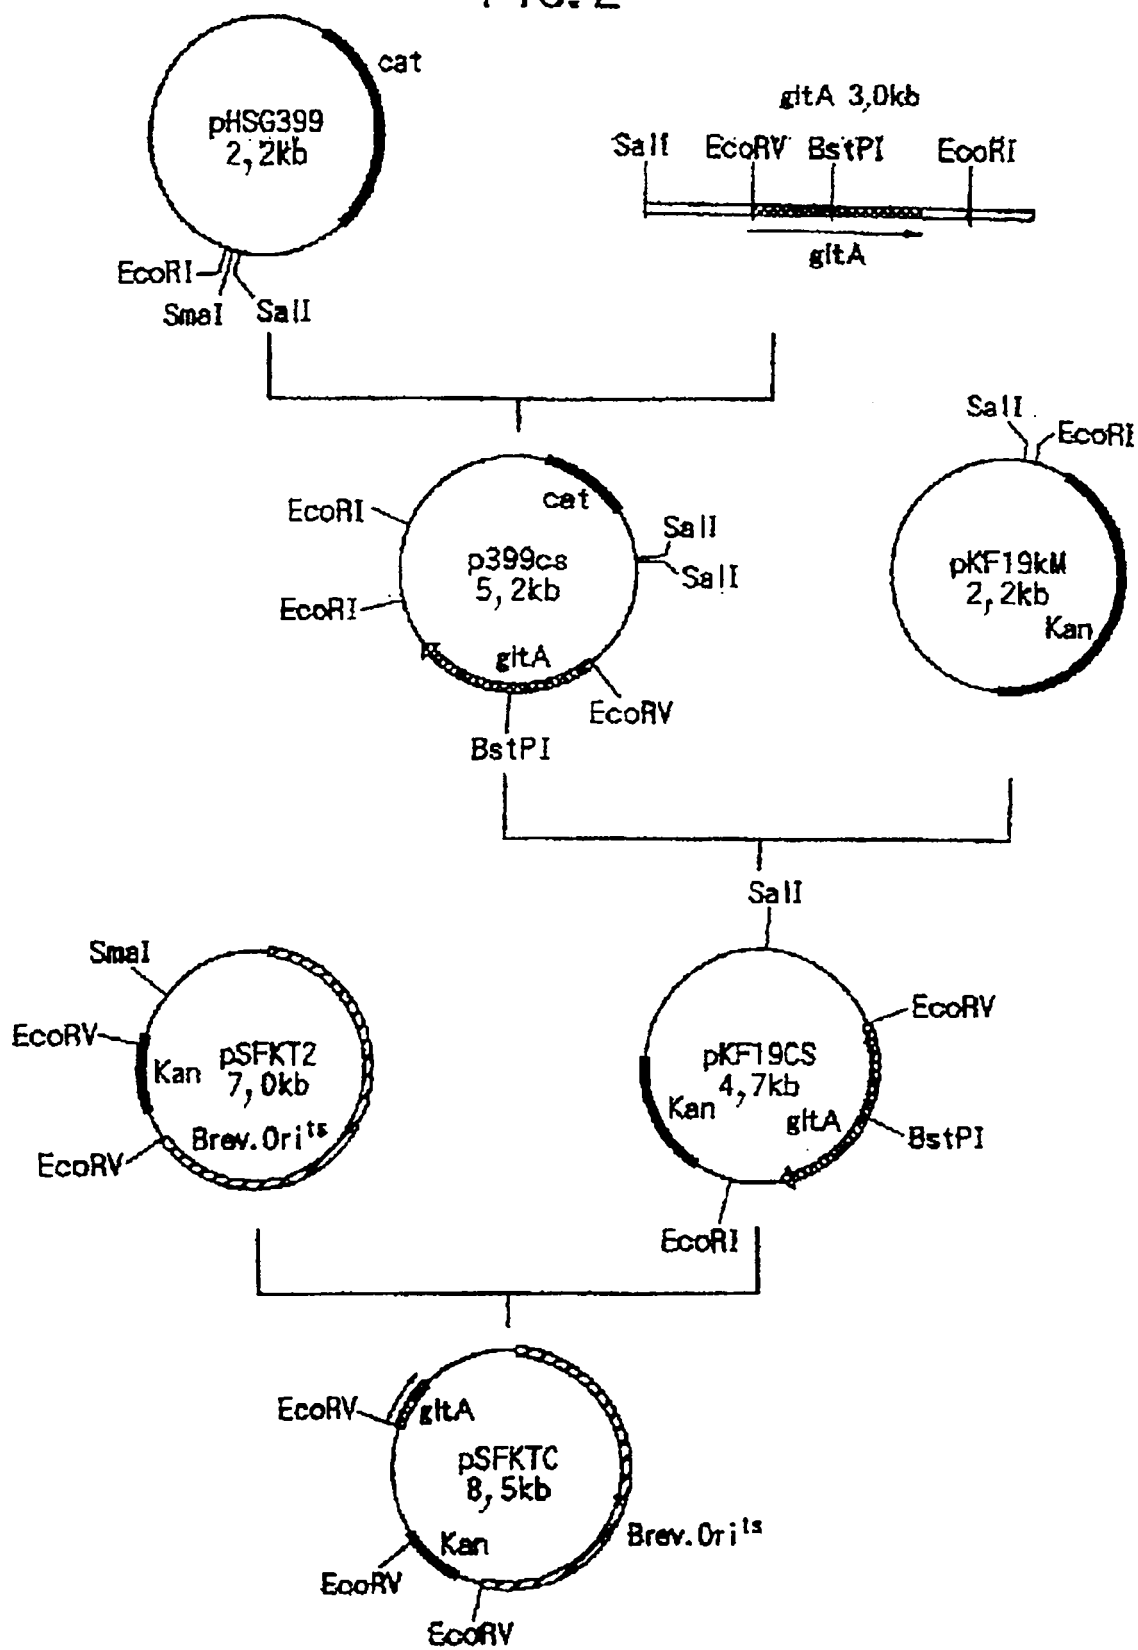 FIG. 2
cat
pHSG399
2,2kb
EcoRI
SmaI
SalI
gltA 3,0kb
SalI
EcoRV
BstPI
EcoRI
gltA
cat
EcoRI
SalI
SalI
p399cs
5,2kb
EcoRI
gltA
EcoRV
BstPI
SalI
EcoRI
pKF19kM
2,2kb
Kan
SmaI
EcoRV
pSFKT2
7,0kb
Kan
Brev.Ori^ts
EcoRV
SalI
EcoRV
pKF19CS
4,7kb
Kan
gltA
BstPI
EcoRI
EcoRV
gltA
pSFKTC
8,5kb
Brev.Ori^ts
Kan
EcoRV
EcoRV